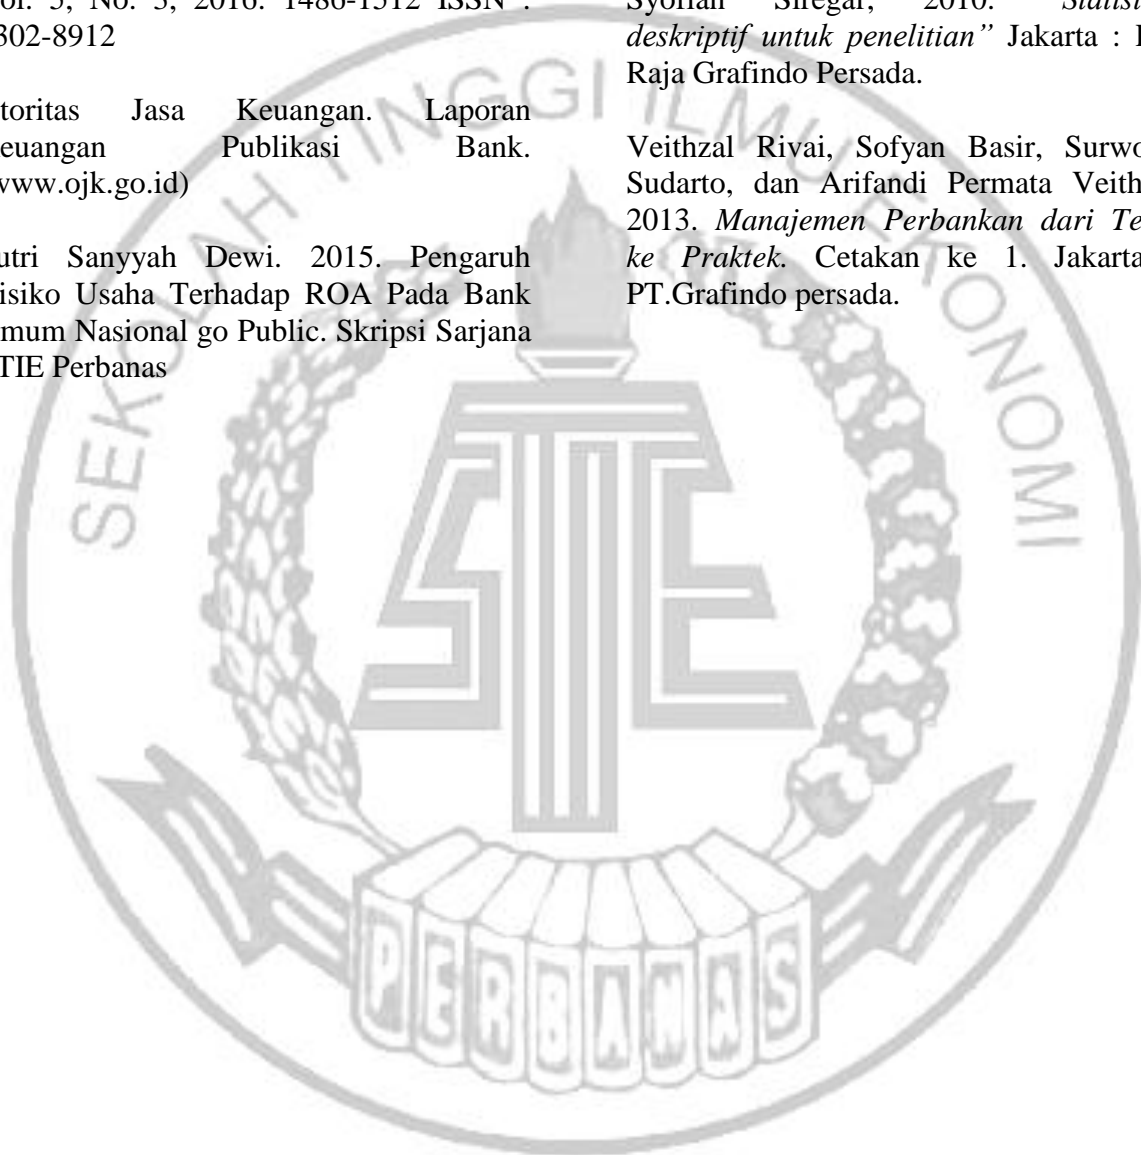 ol. 5, No. 3, 2016. 1486-1512 ISSN :
302-8912
toritas Jasa Keuangan. Laporan
euangan Publikasi Bank.
www.ojk.go.id)
utri Sanyyah Dewi. 2015. Pengaruh
isiko Usaha Terhadap ROA Pada Bank
mum Nasional go Public. Skripsi Sarjana
TIE Perbanas
Syofian Siregar, 2010. "Statis
deskriptif untuk penelitian" Jakarta :
Raja Grafindo Persada.
Veithzal Rivai, Sofyan Basir, Surwo
Sudarto, dan Arifandi Permata Veith
2013. Manajemen Perbankan dari Te
ke Praktek. Cetakan ke 1. Jakarta
PT.Grafindo persada.
SEKOLAH TINGGI ILMU EKONOMI
STIE
PERBANAS